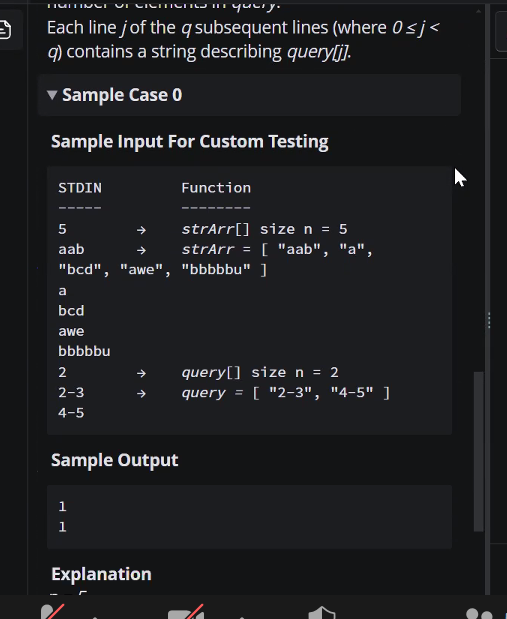 number of elements in query.
Each line j of the q subsequent lines (where 0 ≤ j <
q) contains a string describing query[j].
▼ Sample Case 0
Sample Input For Custom Testing
STDIN Function
----- --------
5 → strArr[] size n = 5
aab → strArr = [ "aab", "a",
"bcd", "awe", "bbbbbu" ]
a
bcd
awe
bbbbbu
2 → query[] size n = 2
2-3 → query = [ "2-3", "4-5" ]
4-5
Sample Output
1
1
Explanation